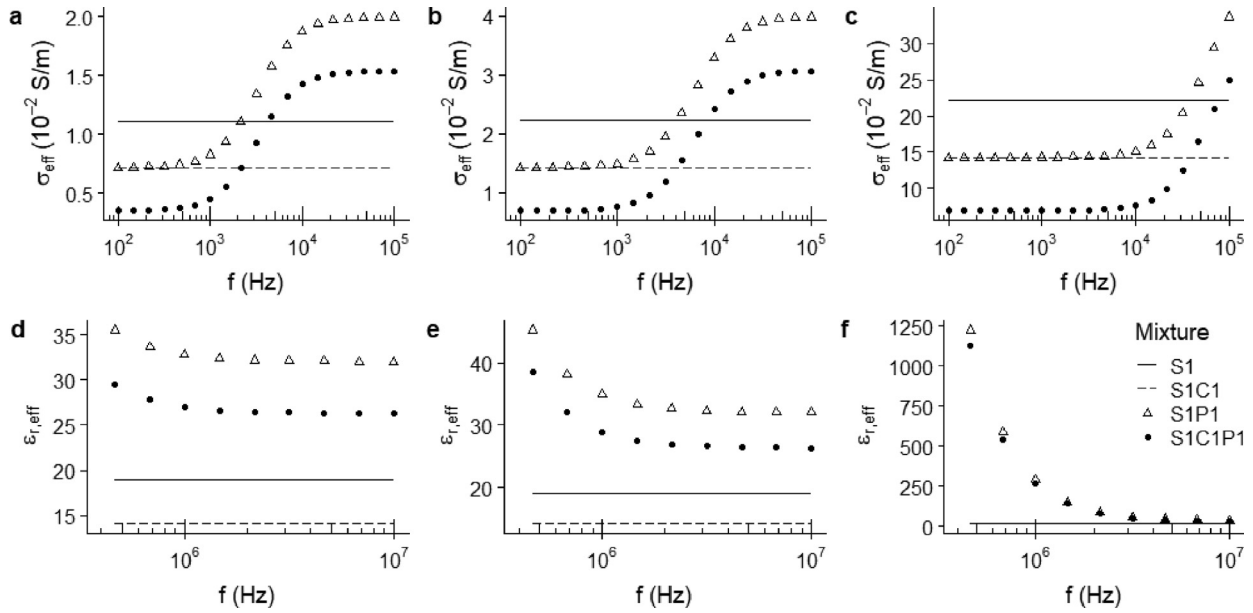 a
2.0
1.5
1.0
0.5
σeff (10⁻² S/m)
10² 10³ 10⁴ 10⁵
f (Hz)
b
4
3
2
1
σeff (10⁻² S/m)
10² 10³ 10⁴ 10⁵
f (Hz)
c
30
25
20
15
10
σeff (10⁻² S/m)
10² 10³ 10⁴ 10⁵
f (Hz)
d
35
30
25
20
15
εr,eff
10⁶ 10⁷
f (Hz)
e
40
30
20
εr,eff
10⁶ 10⁷
f (Hz)
f
1250
1000
750
500
250
0
εr,eff
10⁶ 10⁷
f (Hz)
Mixture
S1
S1C1
S1P1
S1C1P1